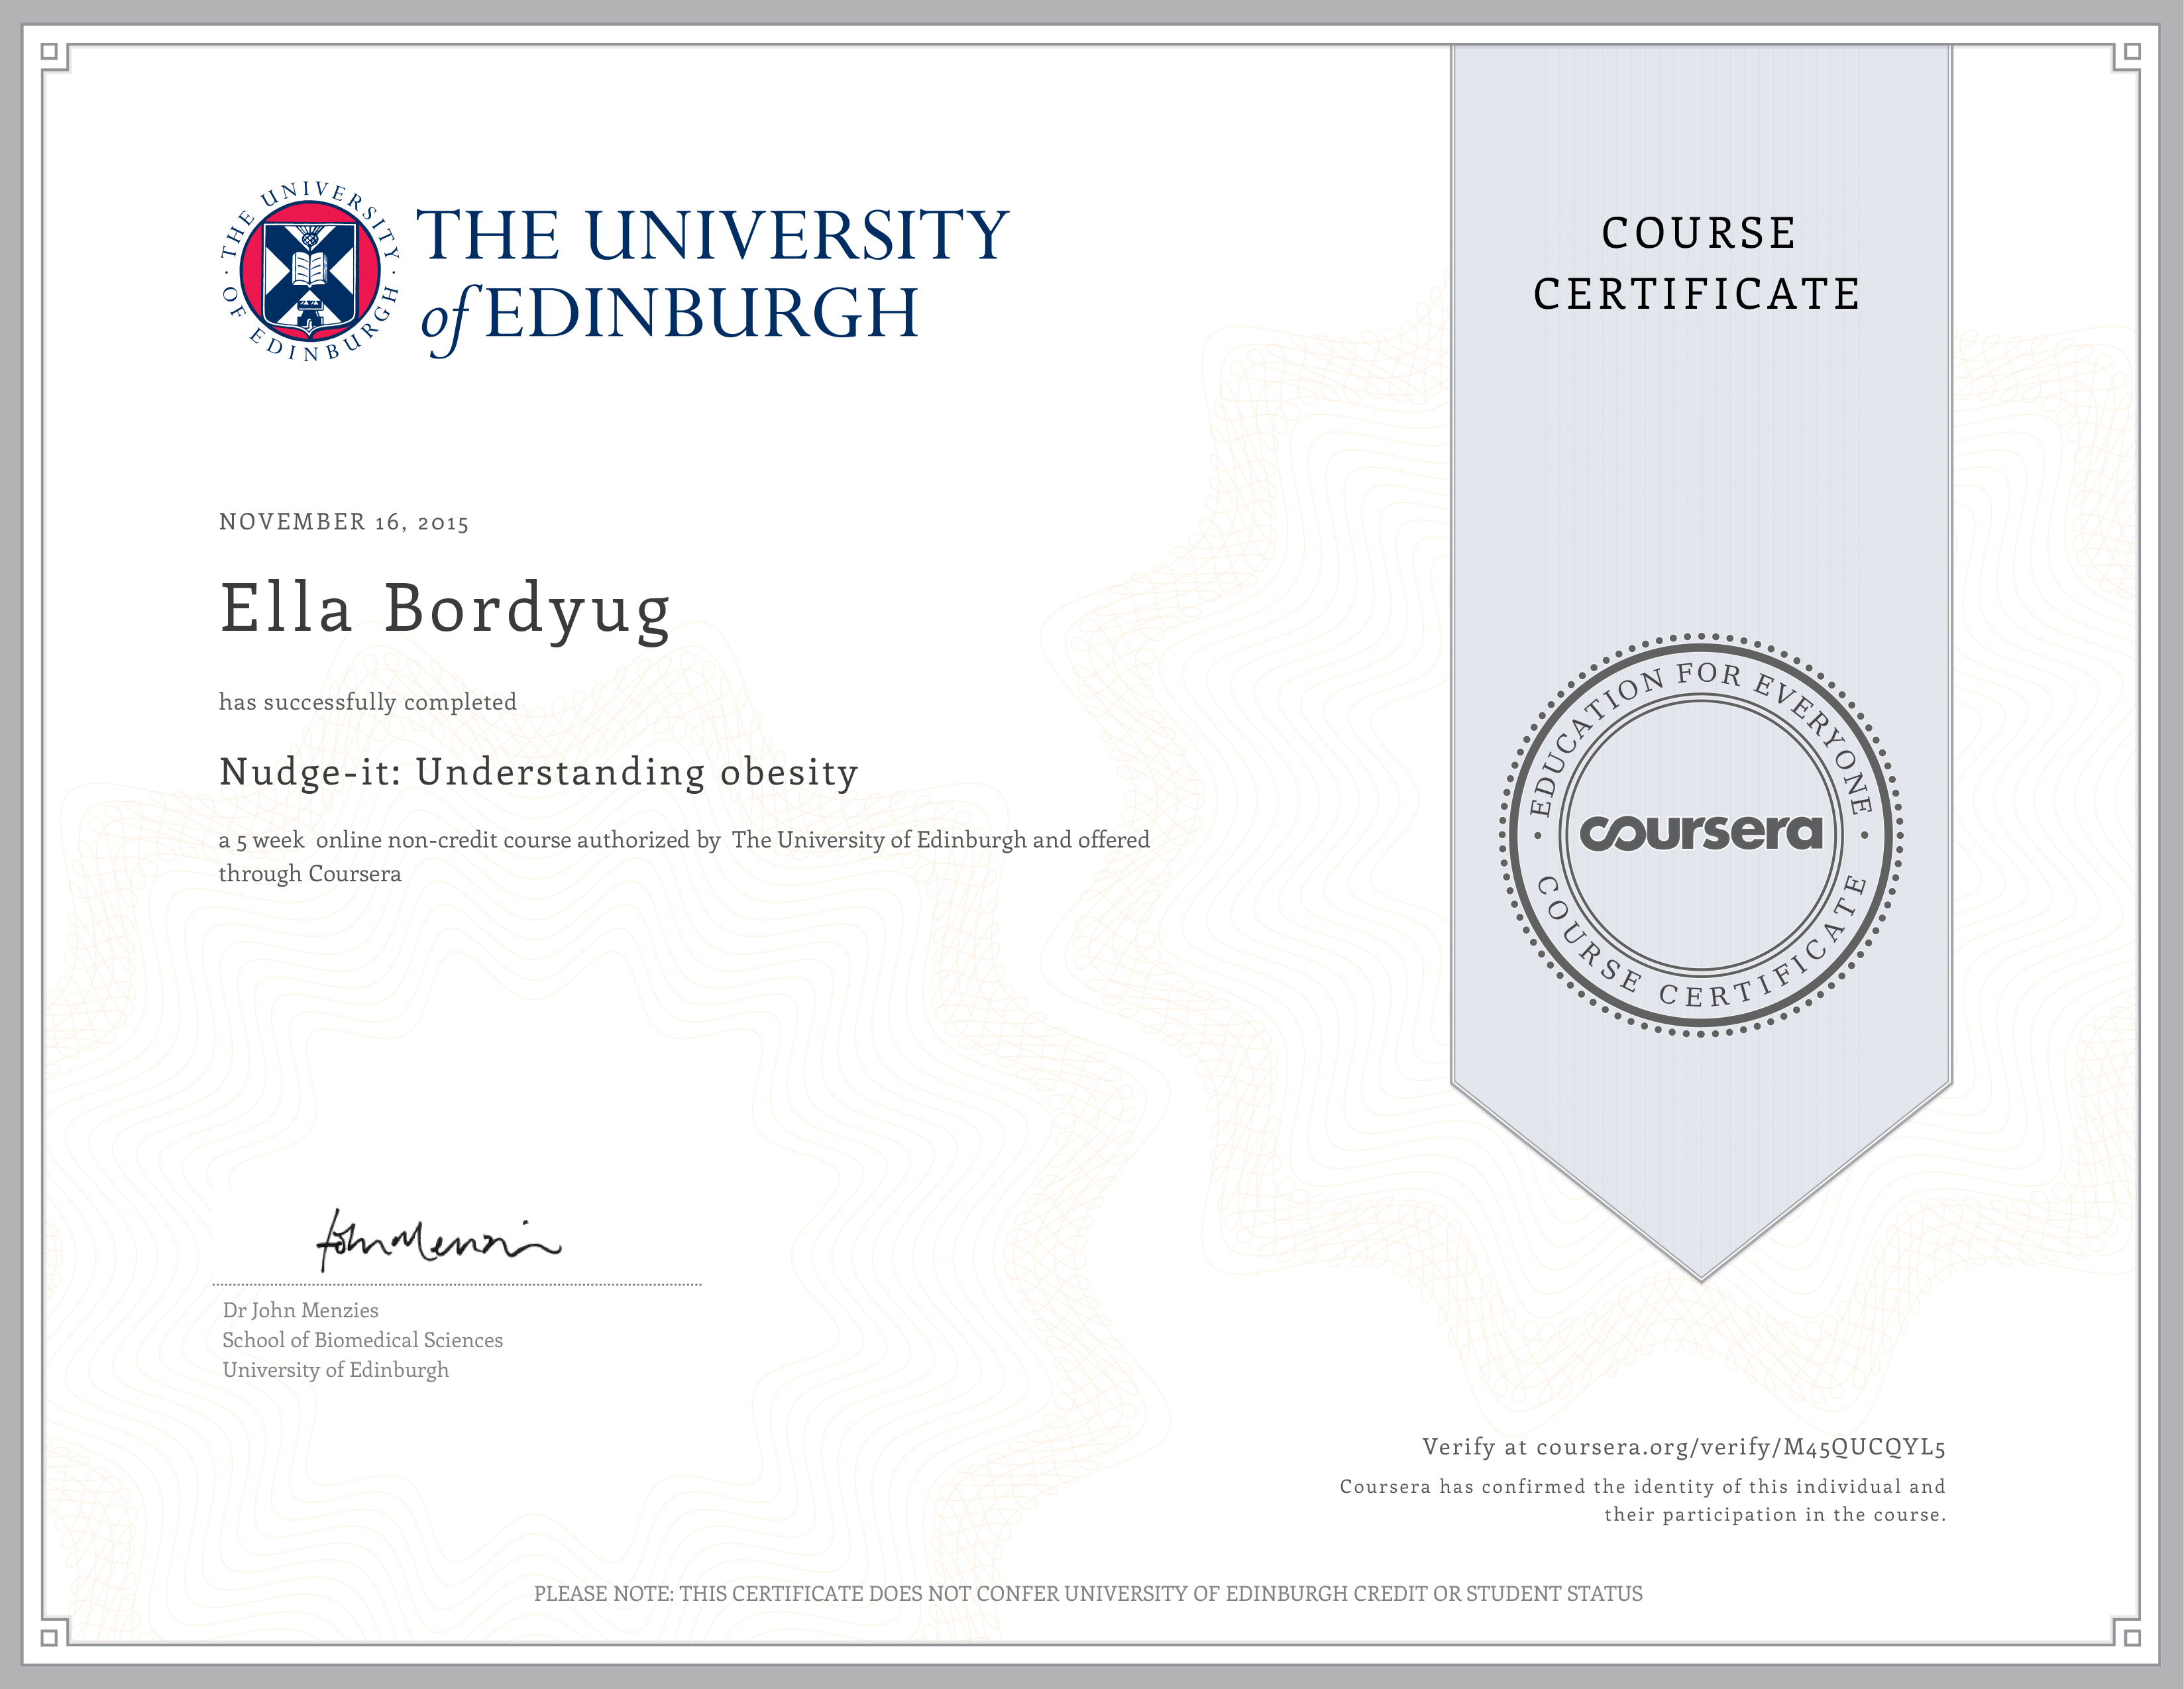 THE UNIVERSITY OF EDINBURGH
THE UNIVERSITY
of EDINBURGH
COURSE
CERTIFICATE
NOVEMBER 16, 2015
Ella Bordyug
has successfully completed
Nudge-it: Understanding obesity
a 5 week online non-credit course authorized by The University of Edinburgh and offered
through Coursera
EDUCATION FOR EVERYONE
coursera
COURSE CERTIFICATE
John Menzies
Dr John Menzies
School of Biomedical Sciences
University of Edinburgh
Verify at coursera.org/verify/M45QUCQYL5
Coursera has confirmed the identity of this individual and
their participation in the course.
PLEASE NOTE: THIS CERTIFICATE DOES NOT CONFER UNIVERSITY OF EDINBURGH CREDIT OR STUDENT STATUS